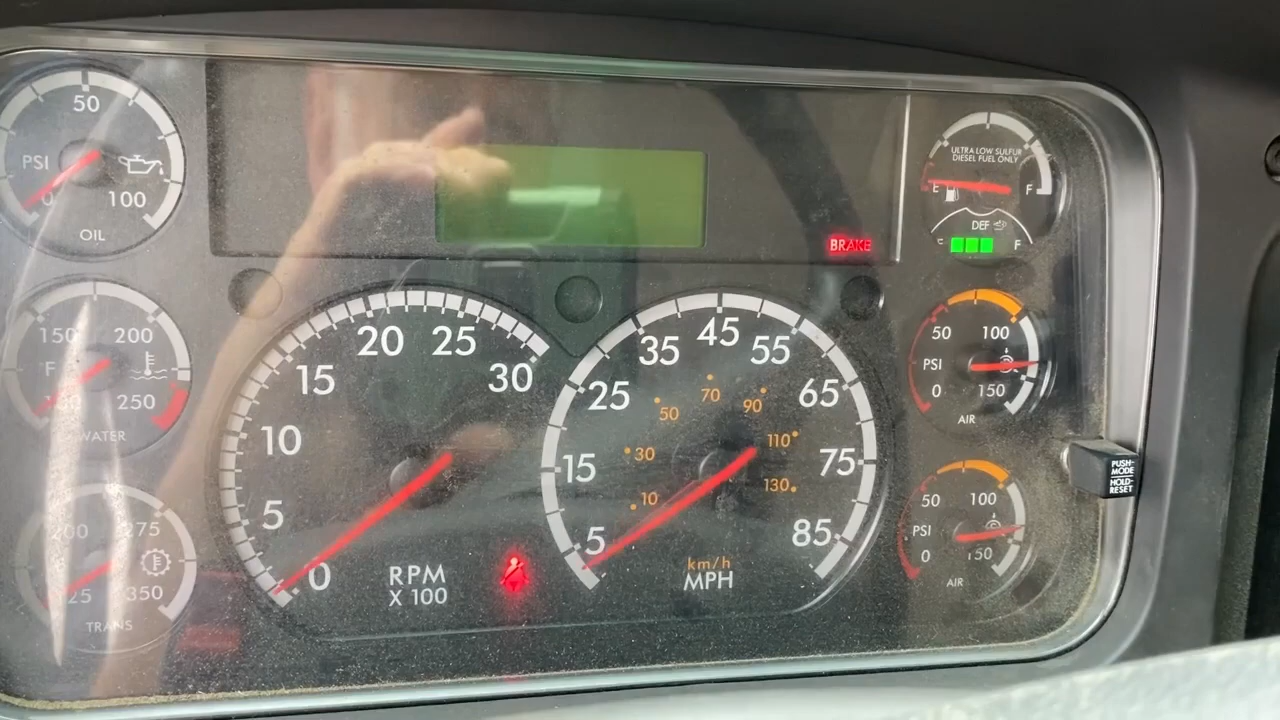 50
PSI
0
100
OIL
150
200
°F
100
250
WATER
200
275
350
TRANS
20
25
15
30
10
5
0
RPM
X 100
45
35
55
25
65
15
75
5
85
70
50
90
30
110
10
130
km/h
MPH
BRAKE
ULTRA LOW SULFUR
DIESEL FUEL ONLY
E
F
DEF
F
50
100
PSI
0
150
AIR
50
100
PSI
0
150
AIR
PUSH-
MODE
HOLD-
RESET